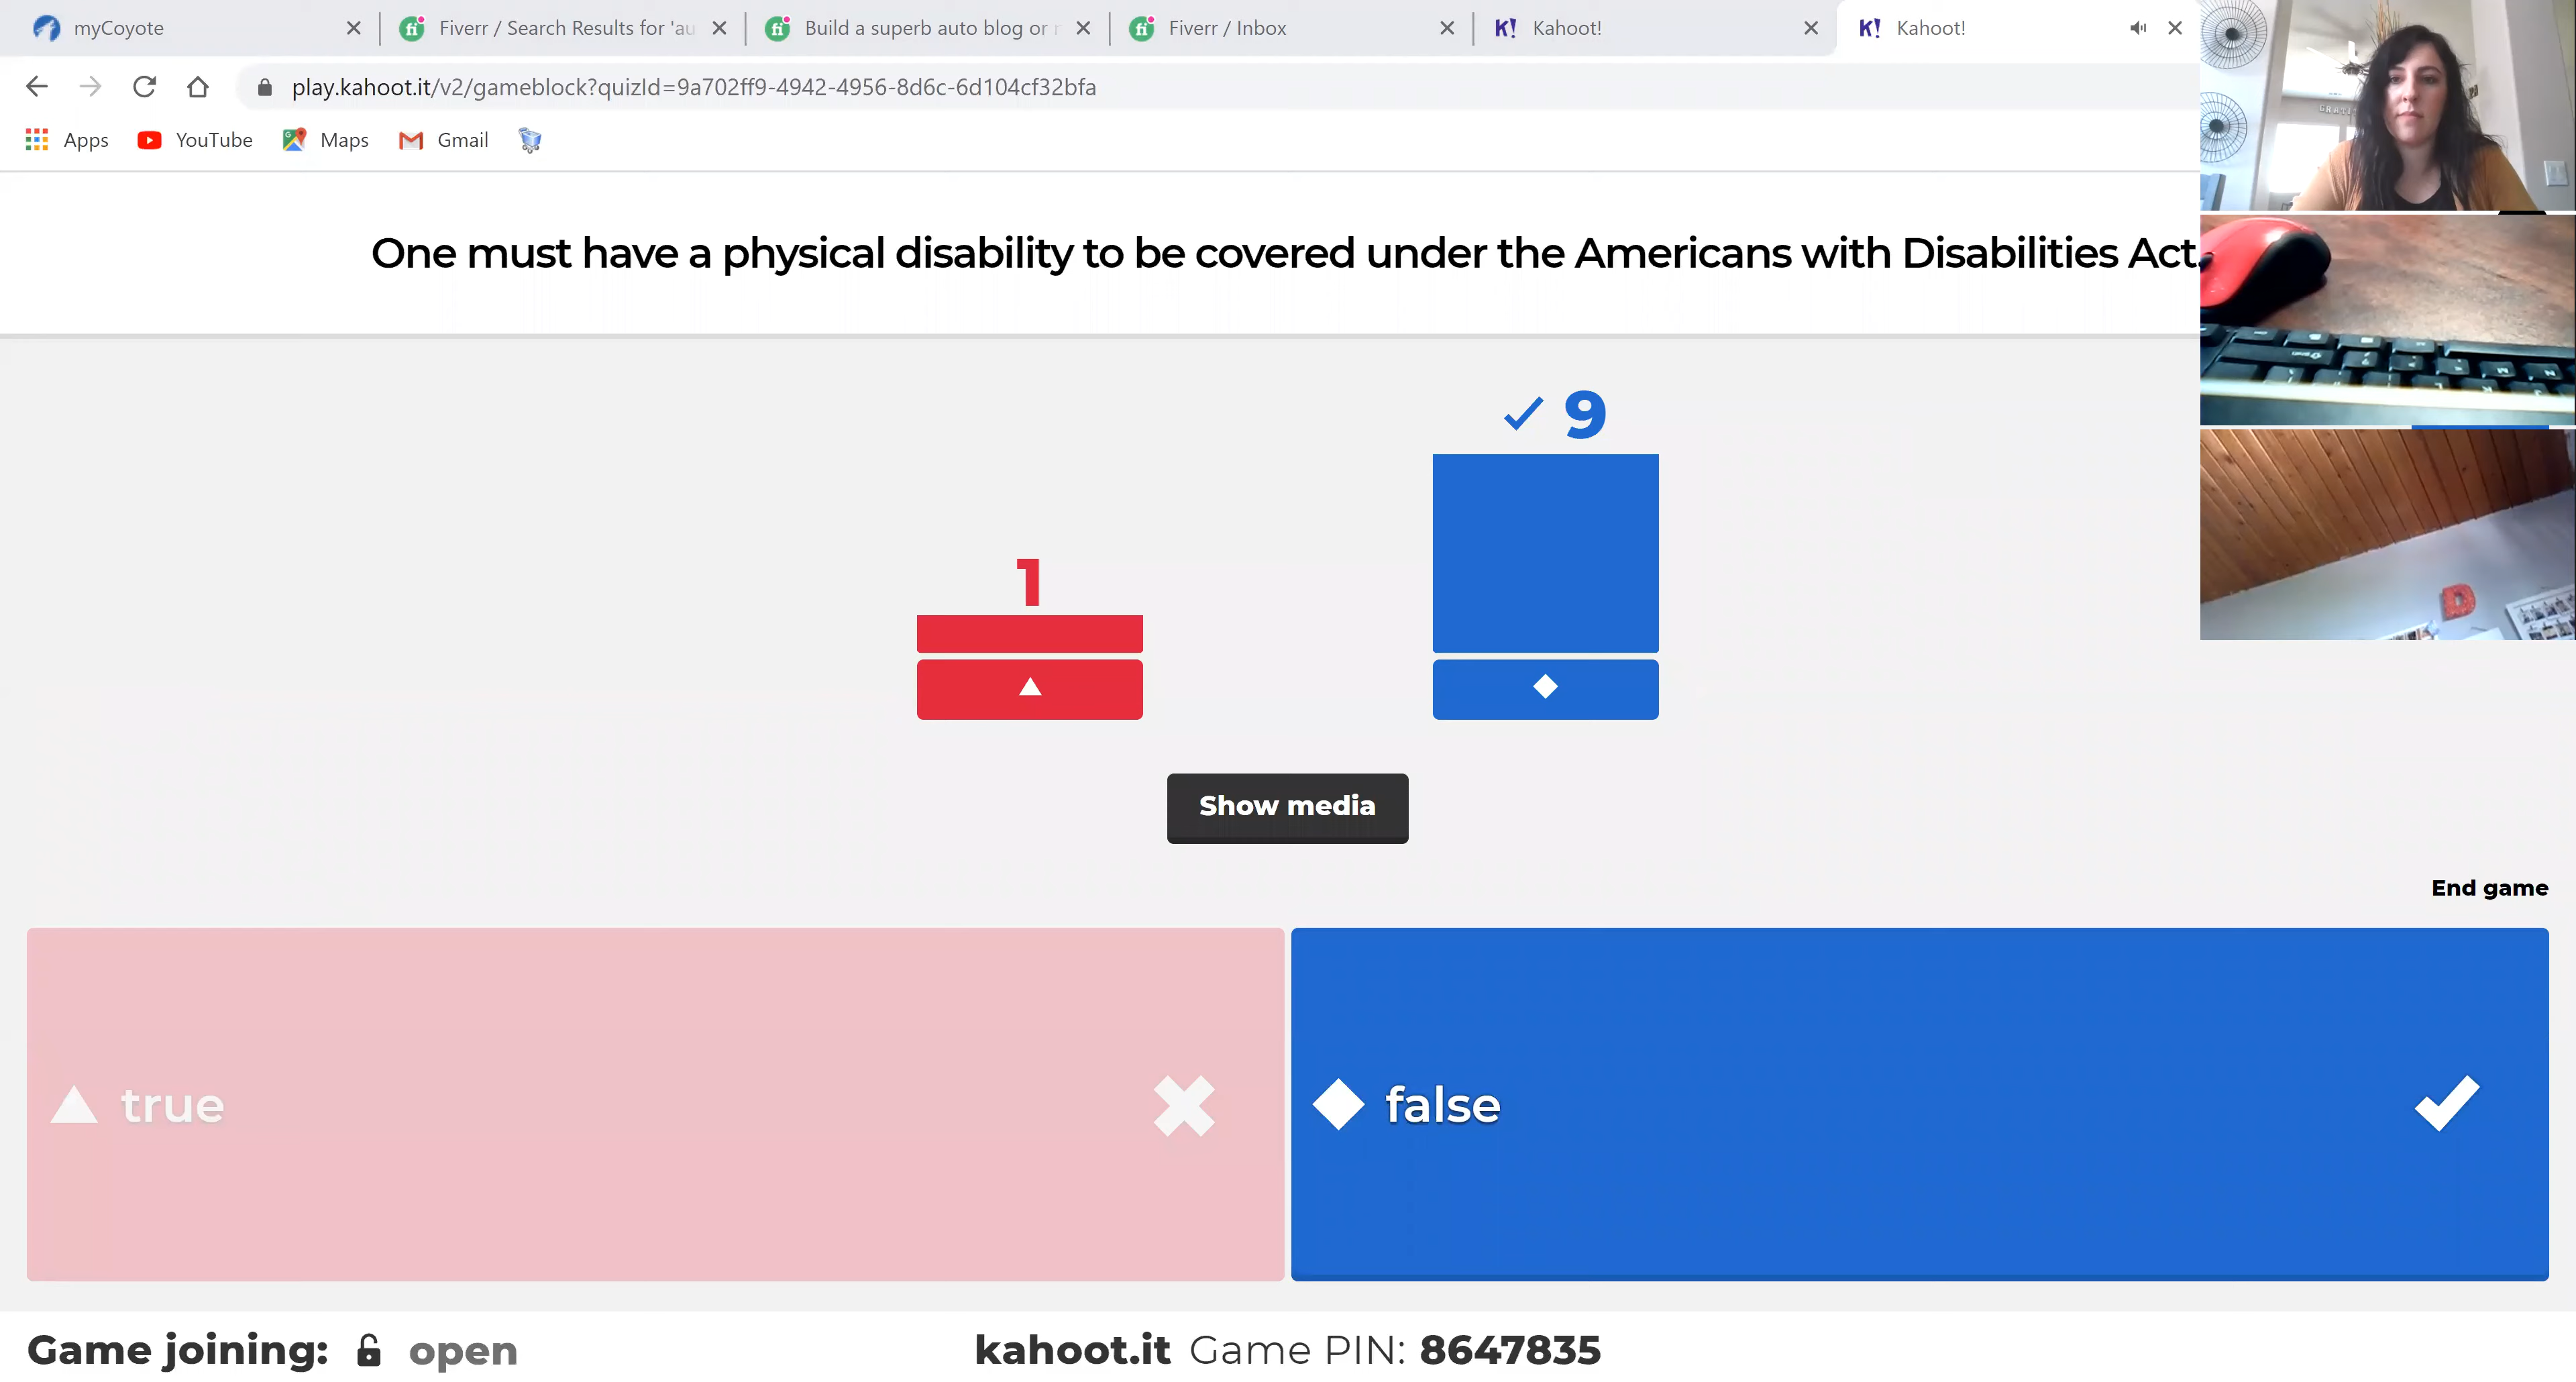 myCoyote
Fiverr / Search Results for 'au
Build a superb auto blog or
Fiverr / Inbox
Kahoot!
Kahoot!
play.kahoot.it/v2/gameblock?quizId=9a702ff9-4942-4956-8d6c-6d104cf32bfa
Apps
YouTube
Maps
Gmail
One must have a physical disability to be covered under the Americans with Disabilities Act.
1
9
Show media
End game
true
false
Game joining: open
kahoot.it Game PIN: 8647835
D